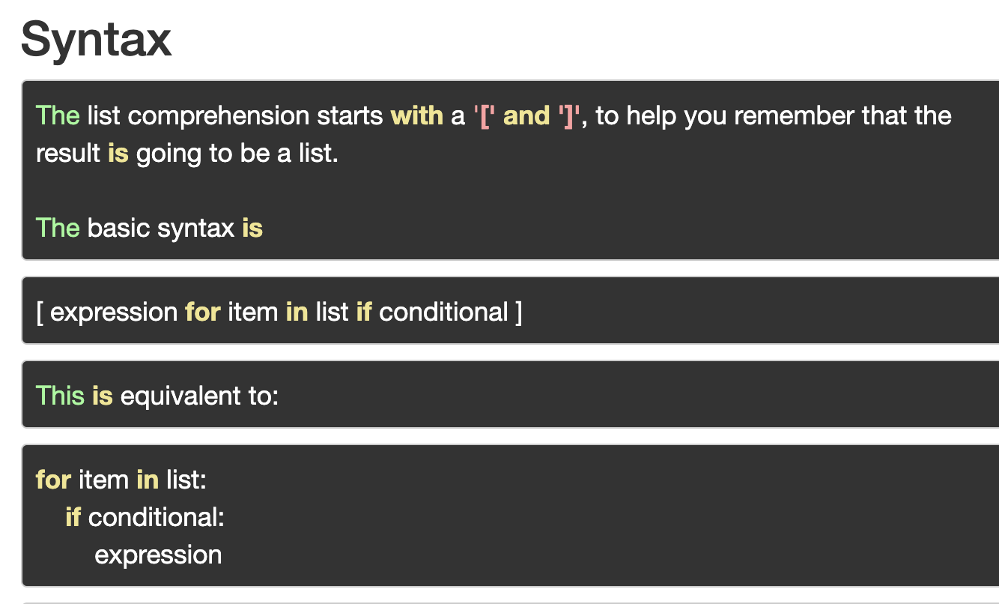 Syntax
The list comprehension starts with a '[' and ']', to help you remember that the
result is going to be a list.
The basic syntax is
[ expression for item in list if conditional ]
This is equivalent to:
for item in list:
    if conditional:
        expression